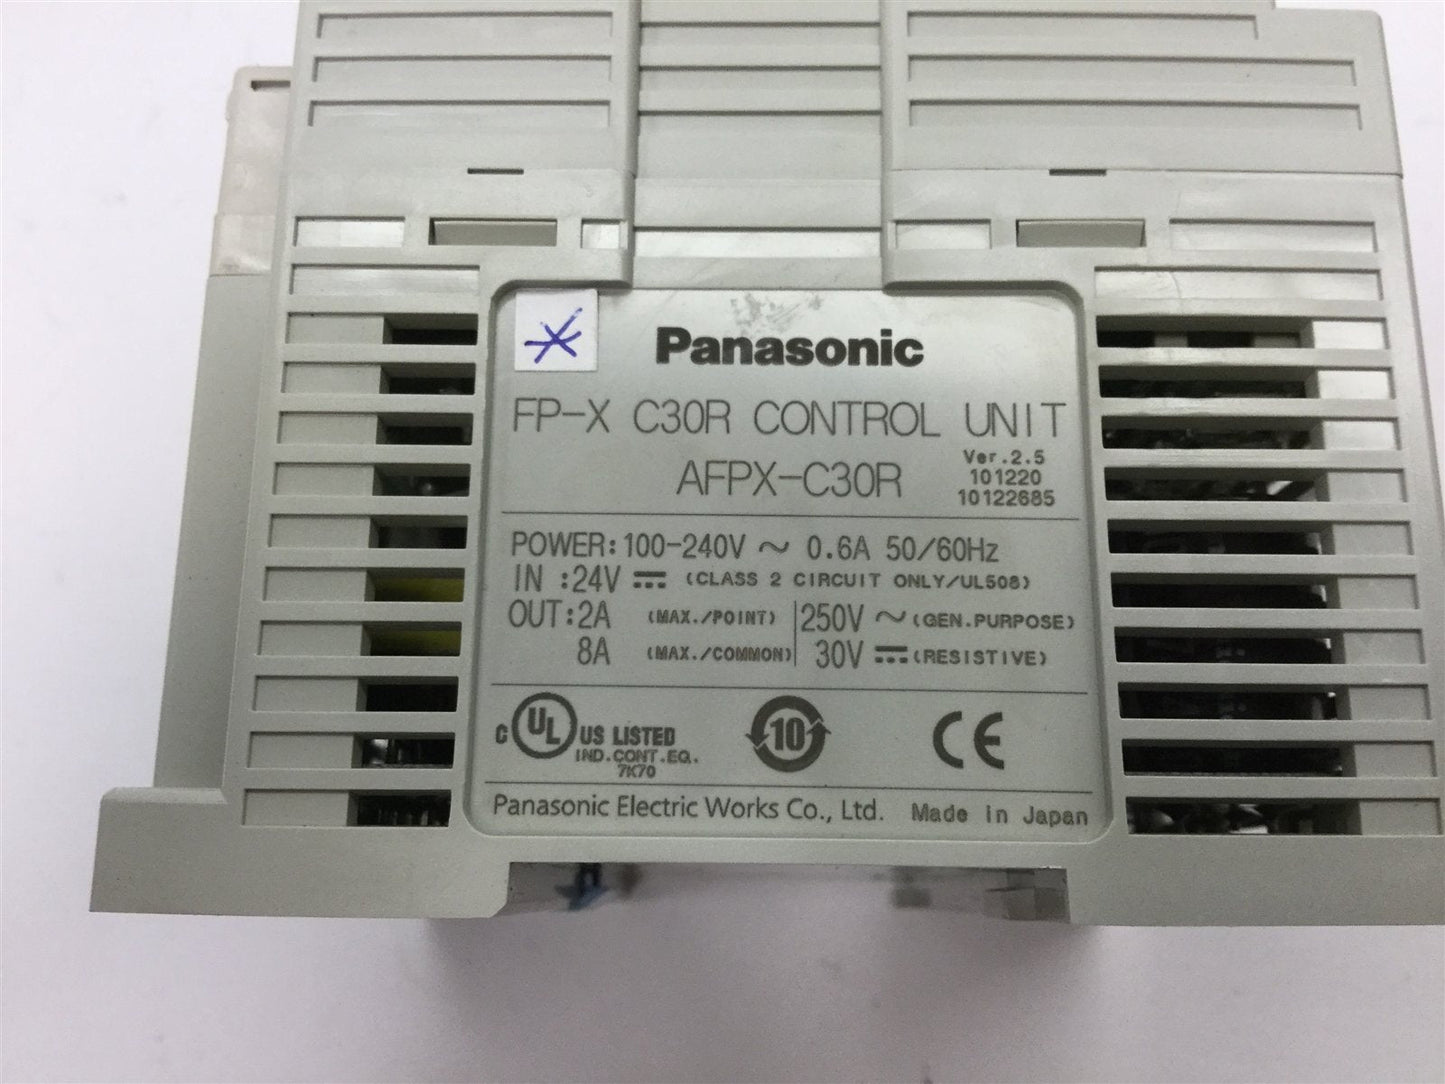 Panasonic
FP-X C30R CONTROL UNIT
AFPX-C30R
Ver.2.5
101220
10122685
POWER:100-240V ~ 0.6A 50/60Hz
IN :24V ⎓ (CLASS 2 CIRCUIT ONLY/UL508)
OUT:2A (MAX./POINT) 250V ~ (GEN.PURPOSE)
8A (MAX./COMMON) 30V ⎓ (RESISTIVE)
C UL US LISTED
IND.CONT.EQ.
7K70
10
CE
Panasonic Electric Works Co., Ltd. Made in Japan